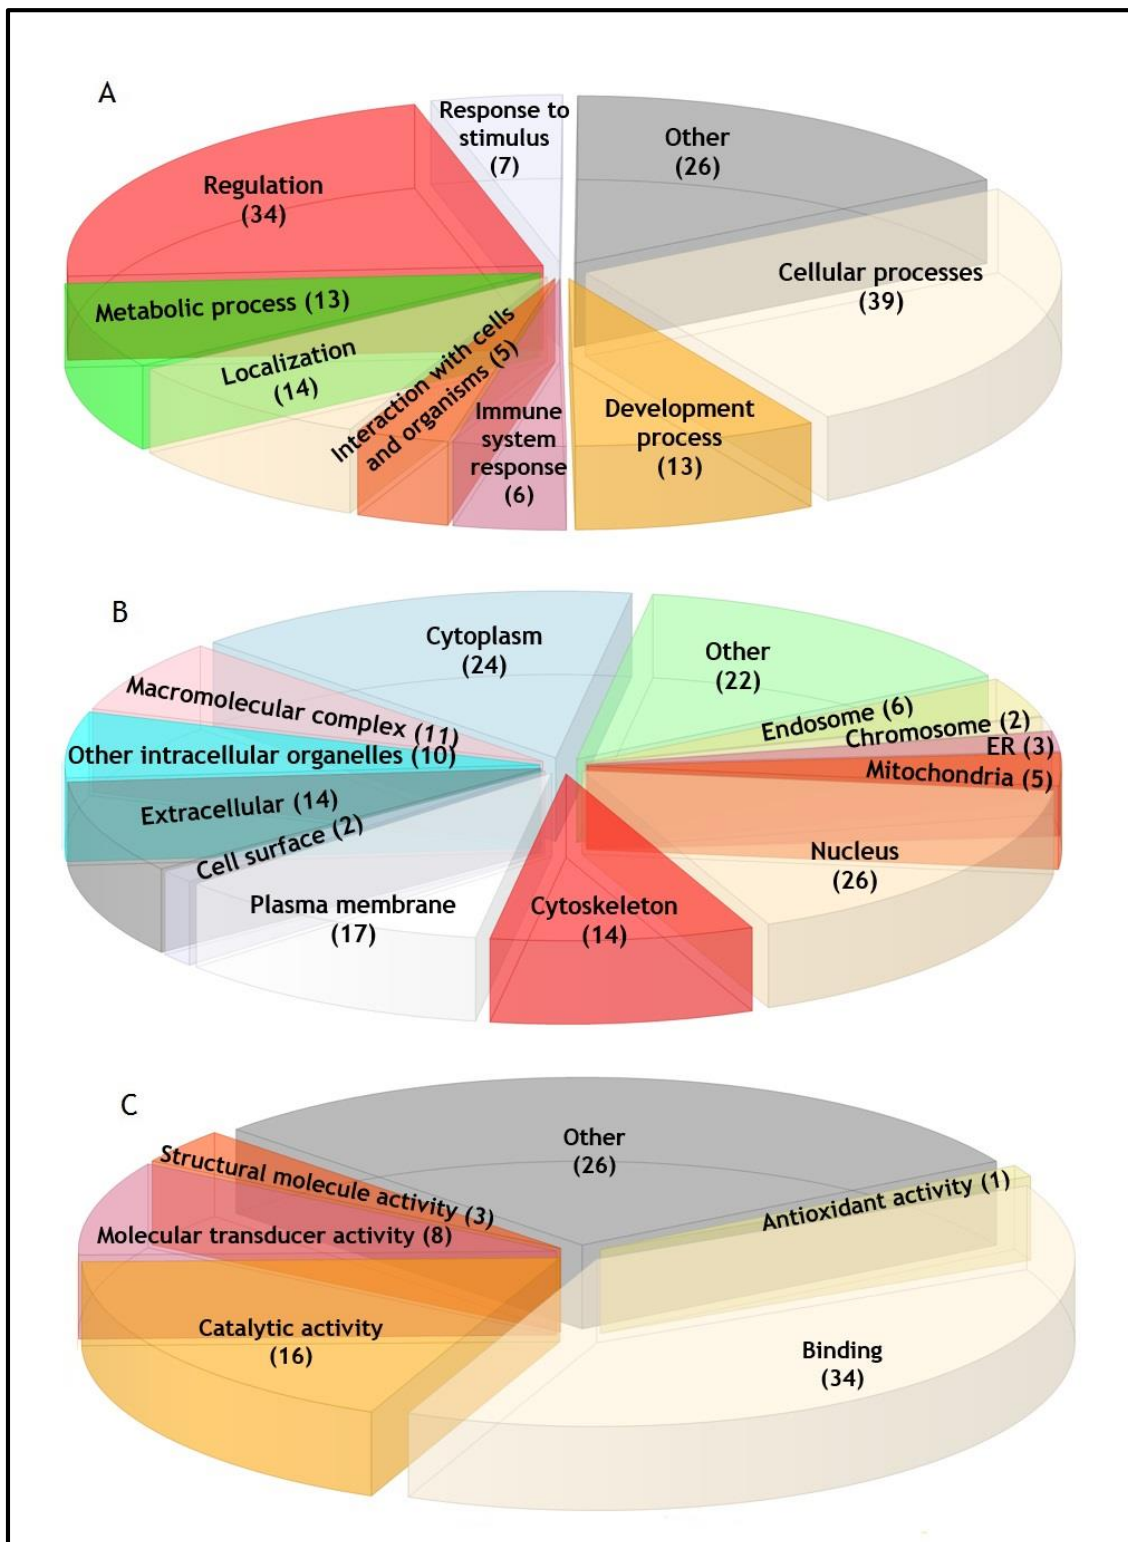 A
Response to
stimulus
(7)
Other
(26)
Regulation
(34)
Cellular processes
(39)
Metabolic process (13)
Localization
(14)
Interaction with cells
and organisms (5)
Immune
system
response
(6)
Development
process
(13)
B
Cytoplasm
(24)
Other
(22)
Macromolecular complex (11)
Endosome (6)
Chromosome (2)
Other intracellular organelles (10)
ER (3)
Mitochondria (5)
Extracellular (14)
Cell surface (2)
Nucleus
(26)
Plasma membrane
(17)
Cytoskeleton
(14)
C
Other
(26)
Structural molecule activity (3)
Antioxidant activity (1)
Molecular transducer activity (8)
Catalytic activity
(16)
Binding
(34)